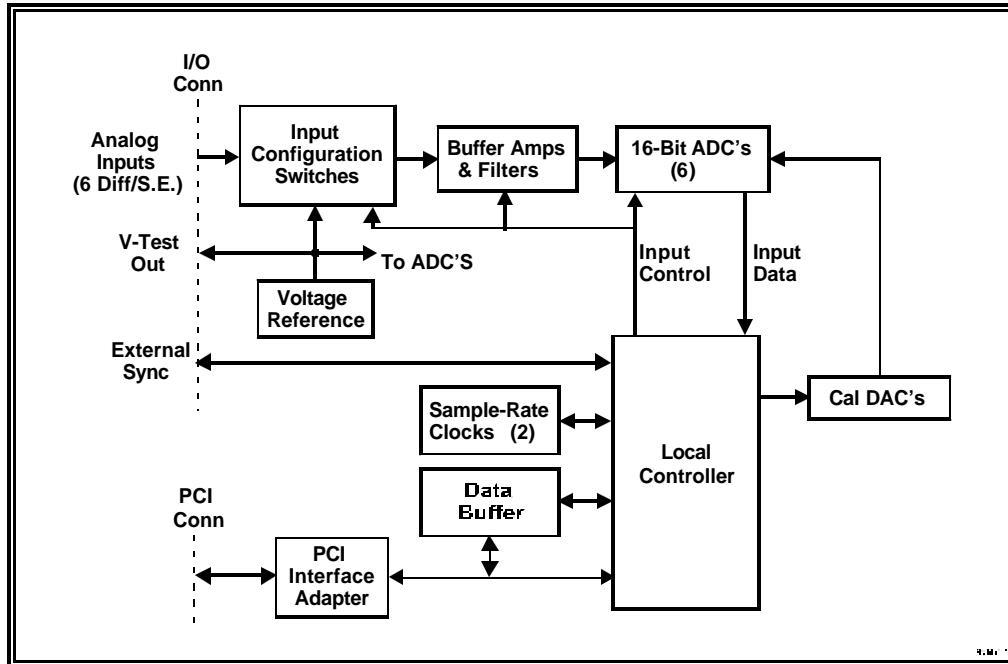 I/O
Conn
Analog
Inputs
(6 Diff/S.E.)
Input
Configuration
Switches
Buffer Amps
& Filters
16-Bit ADC's
(6)
V-Test
Out
To ADC'S
Input
Control
Input
Data
Voltage
Reference
External
Sync
Sample-Rate
Clocks (2)
Cal DAC's
Local
Controller
Data
Buffer
PCI
Conn
PCI
Interface
Adapter